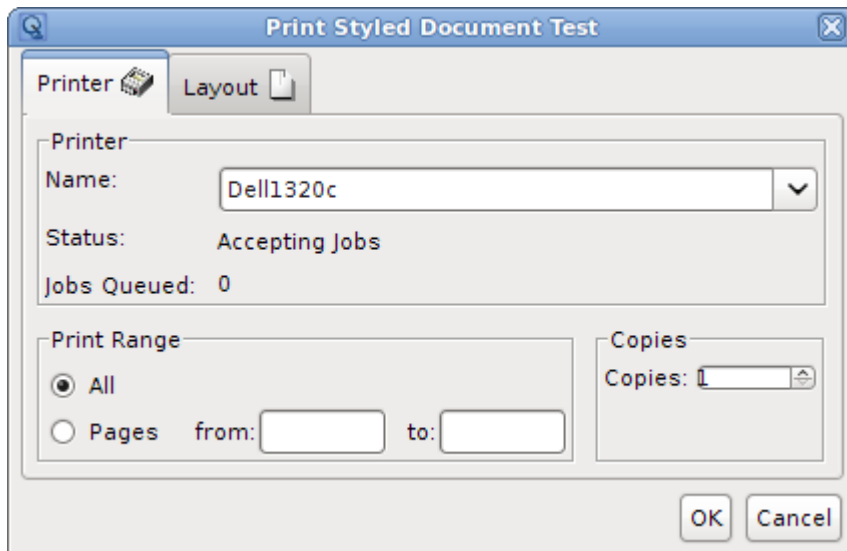 Print Styled Document Test
Printer Layout
Printer
Name: Dell1320c
Status: Accepting Jobs
Jobs Queued: 0
Print Range
All
Pages from: to:
Copies
Copies: 1
OK Cancel